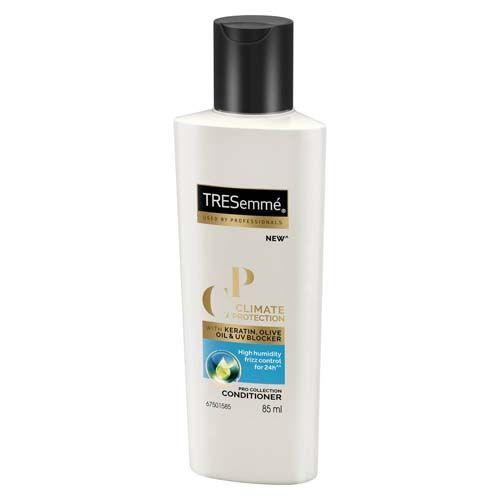 TRESemmé®
USED BY PROFESSIONALS
NEW^
CP
CLIMATE
PROTECTION
WITH KERATIN, OLIVE
OIL & UV BLOCKER
High humidity
frizz control
for 24h^^
PRO COLLECTION
CONDITIONER
67501585
85 ml